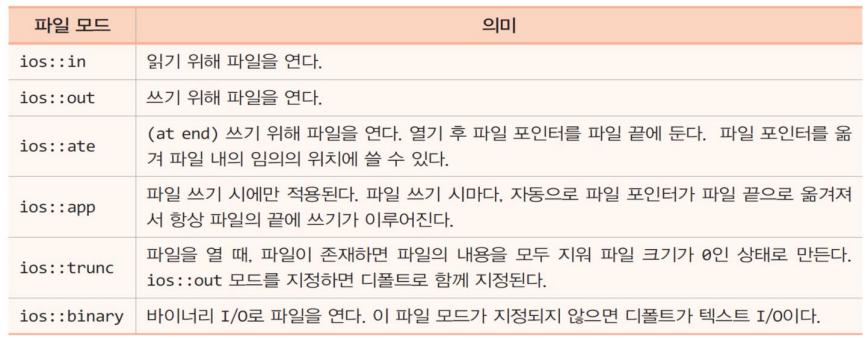 파일 모드 의미
ios::in 읽기 위해 파일을 연다.
ios::out 쓰기 위해 파일을 연다.
ios::ate (at end) 쓰기 위해 파일을 연다. 열기 후 파일 포인터를 파일 끝에 둔다. 파일 포인터를 옮
겨 파일 내의 임의의 위치에 쓸 수 있다.
ios::app 파일 쓰기 시에만 적용된다. 파일 쓰기 시마다, 자동으로 파일 포인터가 파일 끝으로 옮겨져
서 항상 파일의 끝에 쓰기가 이루어진다.
ios::trunc 파일을 열 때, 파일이 존재하면 파일의 내용을 모두 지워 파일 크기가 0인 상태로 만든다.
ios::out 모드를 지정하면 디폴트로 함께 지정된다.
ios::binary 바이너리 I/O로 파일을 연다. 이 파일 모드가 지정되지 않으면 디폴트가 텍스트 I/O이다.